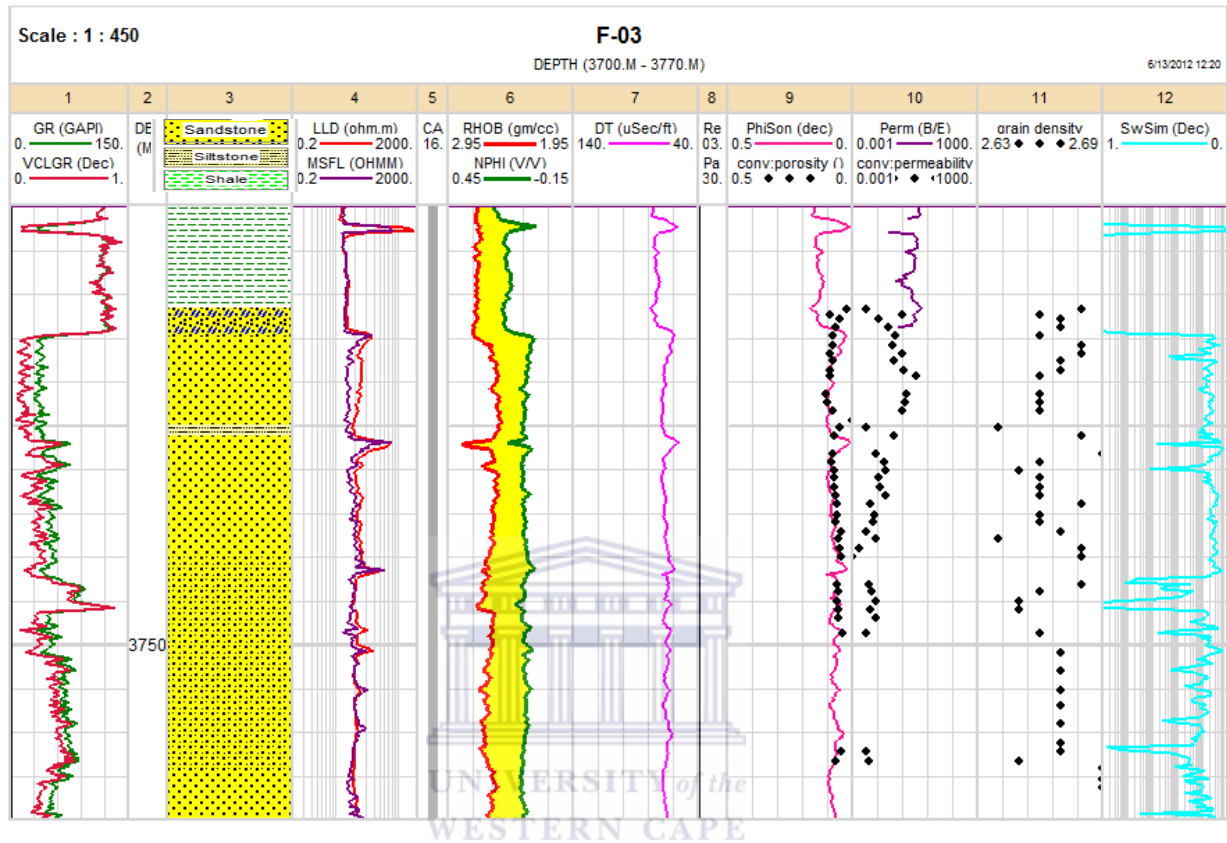 Scale : 1 : 450
F-03
DEPTH (3700.M - 3770.M)
6/13/2012 12:20
1 2 3 4 5 6 7 8 9 10 11 12
GR (GAPI)
0. 150.
VCLGR (Dec)
0. 1.
DE
(M
Sandstone
Siltstone
Shale
LLD (ohm.m)
0.2 2000.
MSFL (OHMM)
0.2 2000.
CA
16.
RHOB (gm/cc)
2.95 1.95
NPHI (V/V)
0.45 -0.15
DT (uSec/ft)
140. 40.
Re
03.
Pa
30.
PhiSon (dec)
0.5 0.
conv:porosity ()
0.5 0.
Perm (B/E)
0.001 1000.
conv:permeability
0.001 1000.
grain density
2.63 2.69
SwSim (Dec)
1. 0.
3750
UNIVERSITY of the
WESTERN CAPE